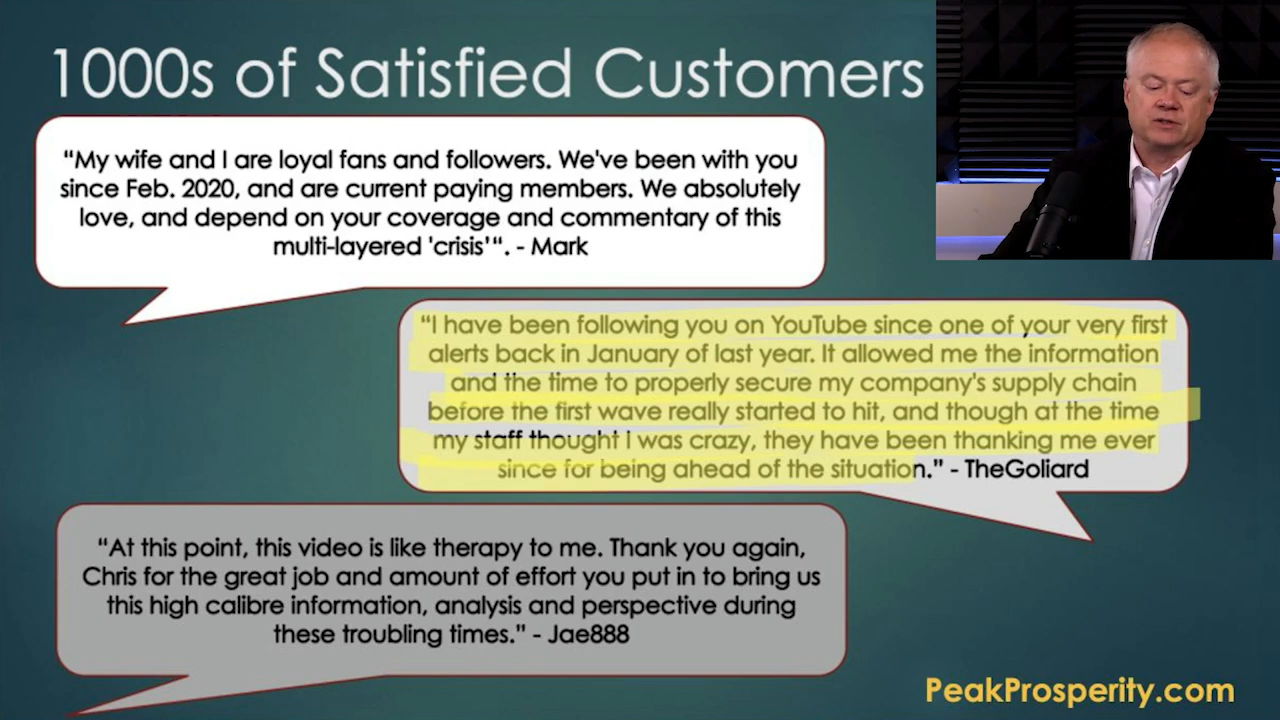 1000s of Satisfied Customers
“My wife and I are loyal fans and followers. We've been with you
since Feb. 2020, and are current paying members. We absolutely
love, and depend on your coverage and commentary of this
multi-layered 'crisis’“. - Mark
“I have been following you on YouTube since one of your very first
alerts back in January of last year. It allowed me the information
and the time to properly secure my company's supply chain
before the first wave really started to hit, and though at the time
my staff thought I was crazy, they have been thanking me ever
since for being ahead of the situation.” - TheGoliard
“At this point, this video is like therapy to me. Thank you again,
Chris for the great job and amount of effort you put in to bring us
this high calibre information, analysis and perspective during
these troubling times.” - Jae888
PeakProsperity.com